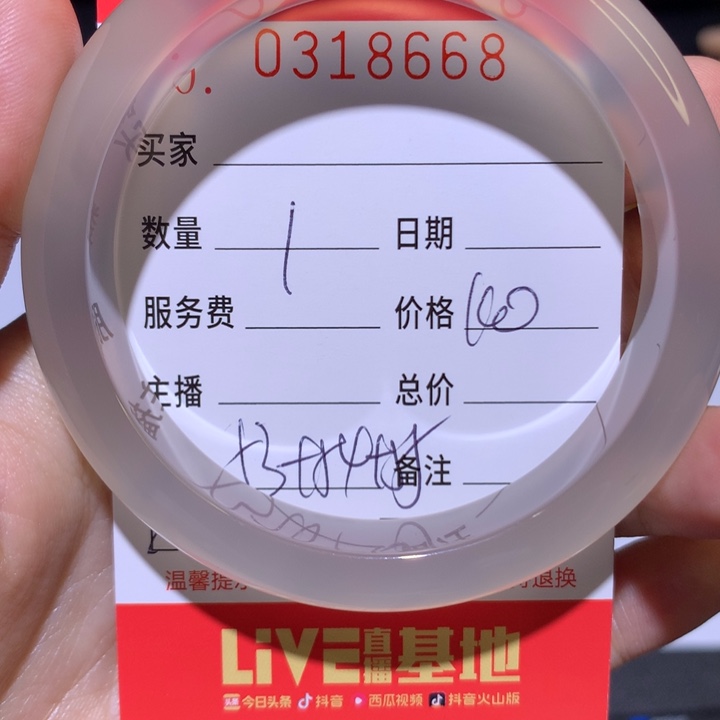 0318668
买家
数量 1 日期
服务费 价格
主播 总价
备注
温馨提 退换
LIVE直播基地
今日头条 抖音 西瓜视频 抖音火山版